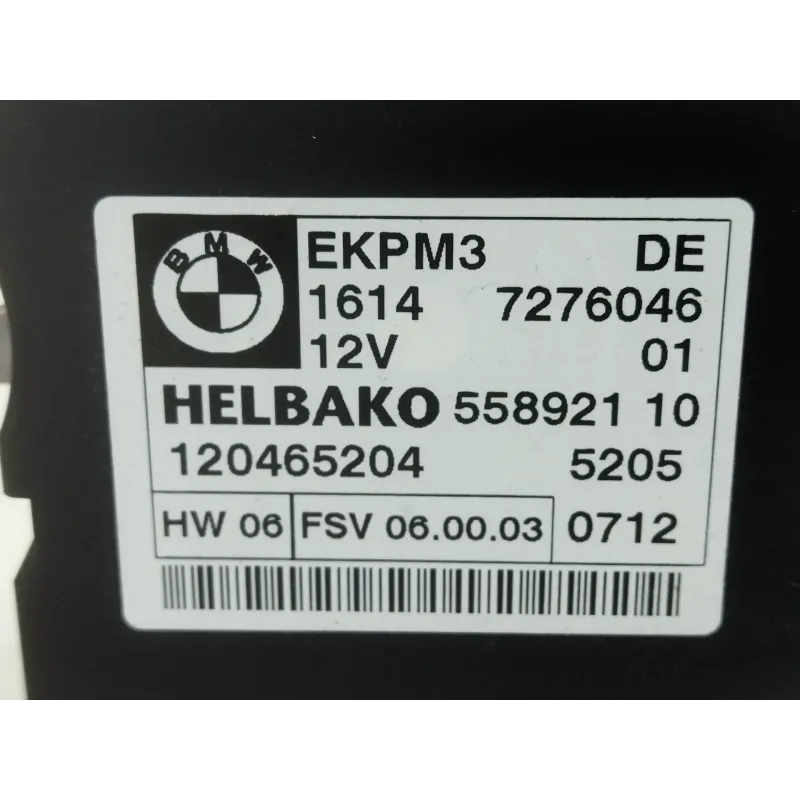 BMW
EKPM3 DE
1614 7276046
12V 01
HELBAKO 558921 10
120465204 5205
HW 06 FSV 06.00.03 0712